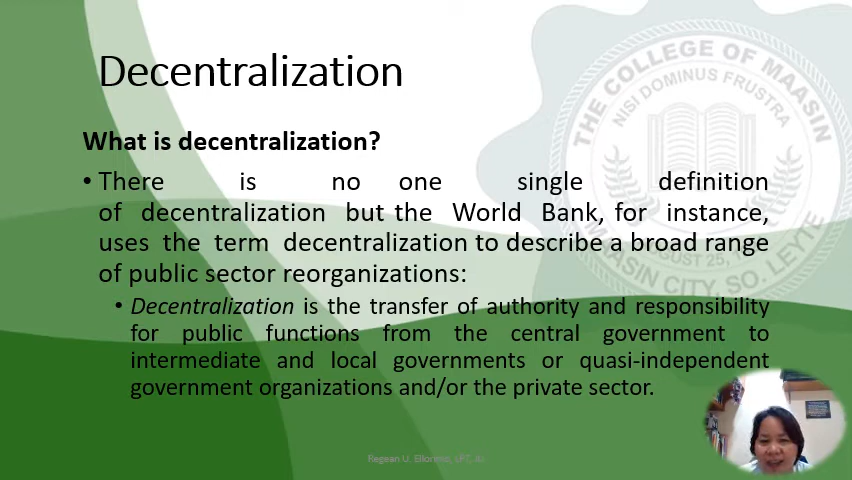 Decentralization
What is decentralization?
• There is no one single definition
of decentralization but the World Bank, for instance,
uses the term decentralization to describe a broad range
of public sector reorganizations:
• Decentralization is the transfer of authority and responsibility
for public functions from the central government to
intermediate and local governments or quasi-independent
government organizations and/or the private sector.
THE COLLEGE OF MAASIN
NISI DOMINUS FRUSTRA
MAASIN CITY, SO. LEYTE
AUGUST 25,
Regean U.